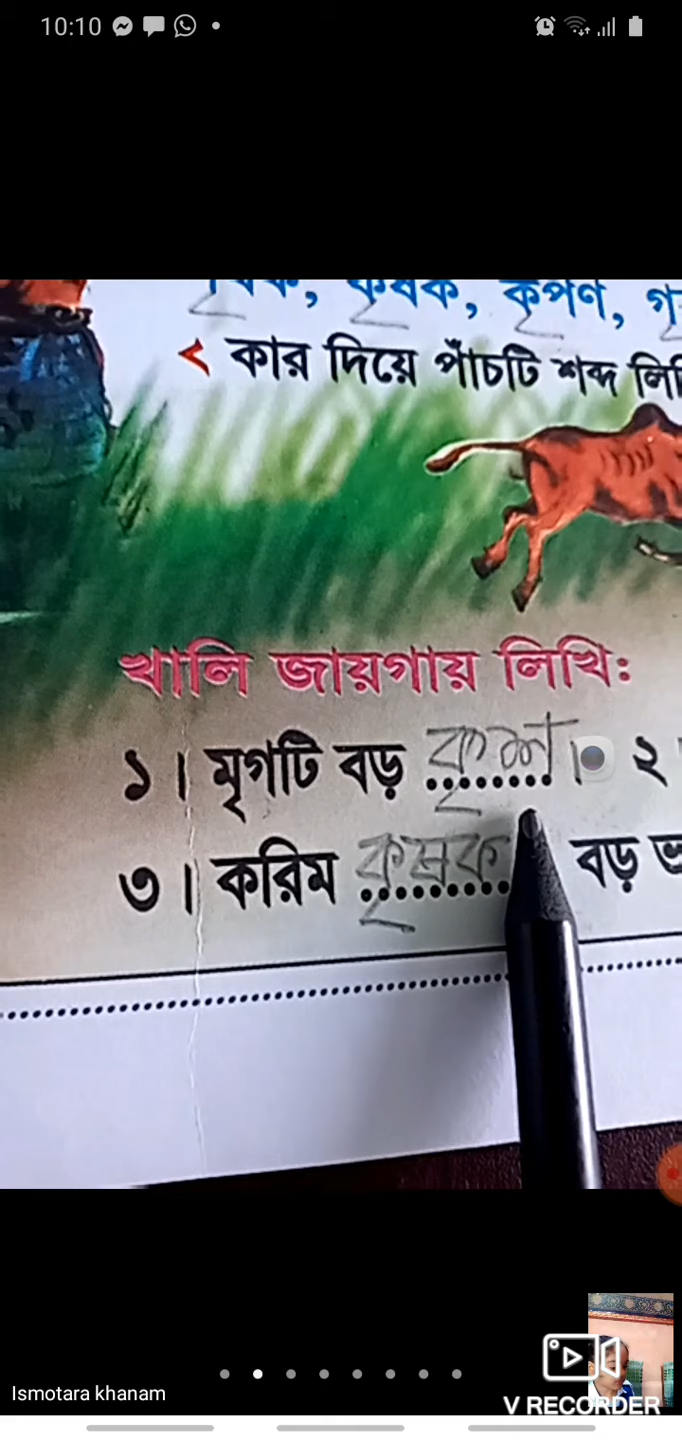 10:10
কৃষক, কৃপণ,
কার দিয়ে পাঁচটি শব্দ
খালি জায়গায় লিখি:
১। মৃগটি বড় কৃশ। ২
৩। করিম কৃষক বড়
Ismotara khanam
V RECORDER